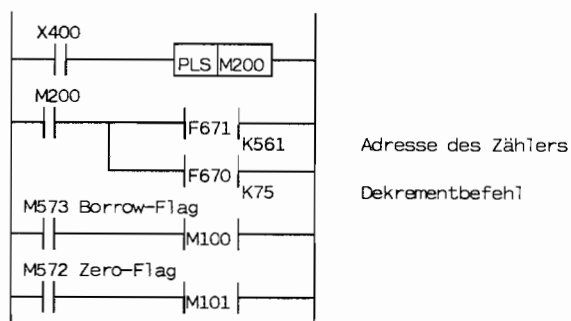 X400
PLS M200
M200
F671
K561 Adresse des Zählers
F670
K75 Dekrementbefehl
M573 Borrow-Flag
M100
M572 Zero-Flag
M101